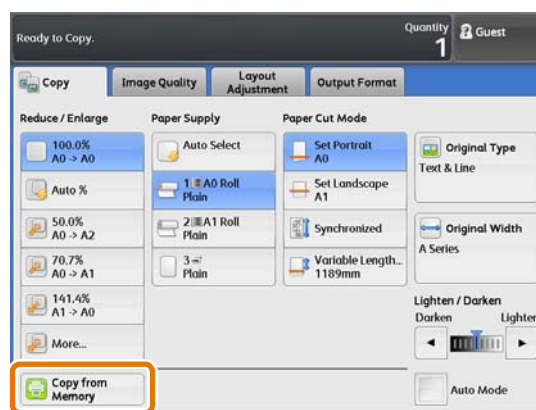 Ready to Copy.
Quantity
1
Guest
Copy
Image Quality
Layout
Adjustment
Output Format
Reduce / Enlarge
Paper Supply
Paper Cut Mode
100.0%
A0 -> A0
Auto %
50.0%
A0 -> A2
70.7%
A0 -> A1
141.4%
A1 -> A0
More...
Copy from
Memory
Auto Select
1 A0 Roll
Plain
2 A1 Roll
Plain
3
Plain
Set Portrait
A0
Set Landscape
A1
Synchronized
Variable Length...
1189mm
Original Type
Text & Line
Original Width
A Series
Lighten / Darken
Darken
Lighten
Auto Mode